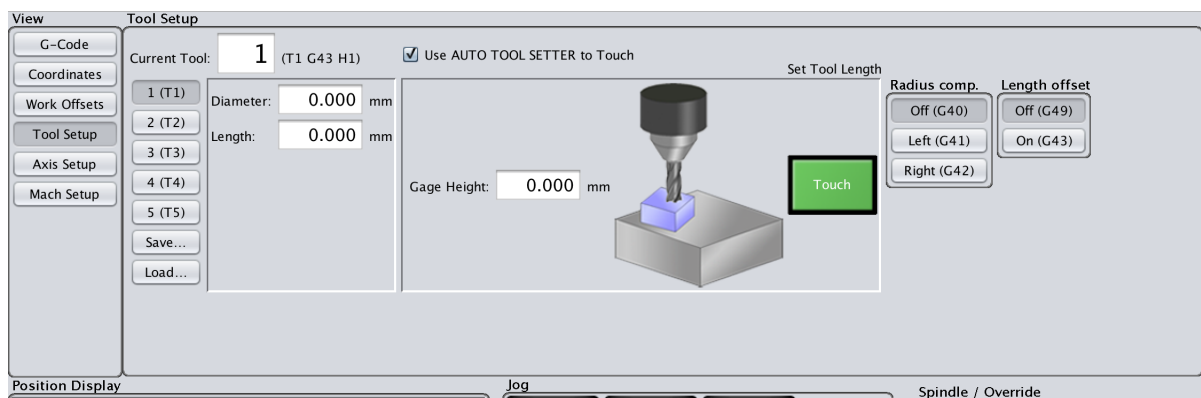 View
G-Code
Coordinates
Work Offsets
Tool Setup
Axis Setup
Mach Setup
Tool Setup
Current Tool: 1 (T1 G43 H1)
1 (T1)
2 (T2)
3 (T3)
4 (T4)
5 (T5)
Save...
Load...
Diameter: 0.000 mm
Length: 0.000 mm
Use AUTO TOOL SETTER to Touch
Set Tool Length
Gage Height: 0.000 mm
Touch
Radius comp.
Off (G40)
Left (G41)
Right (G42)
Length offset
Off (G49)
On (G43)
Position Display
Jog
Spindle / Override